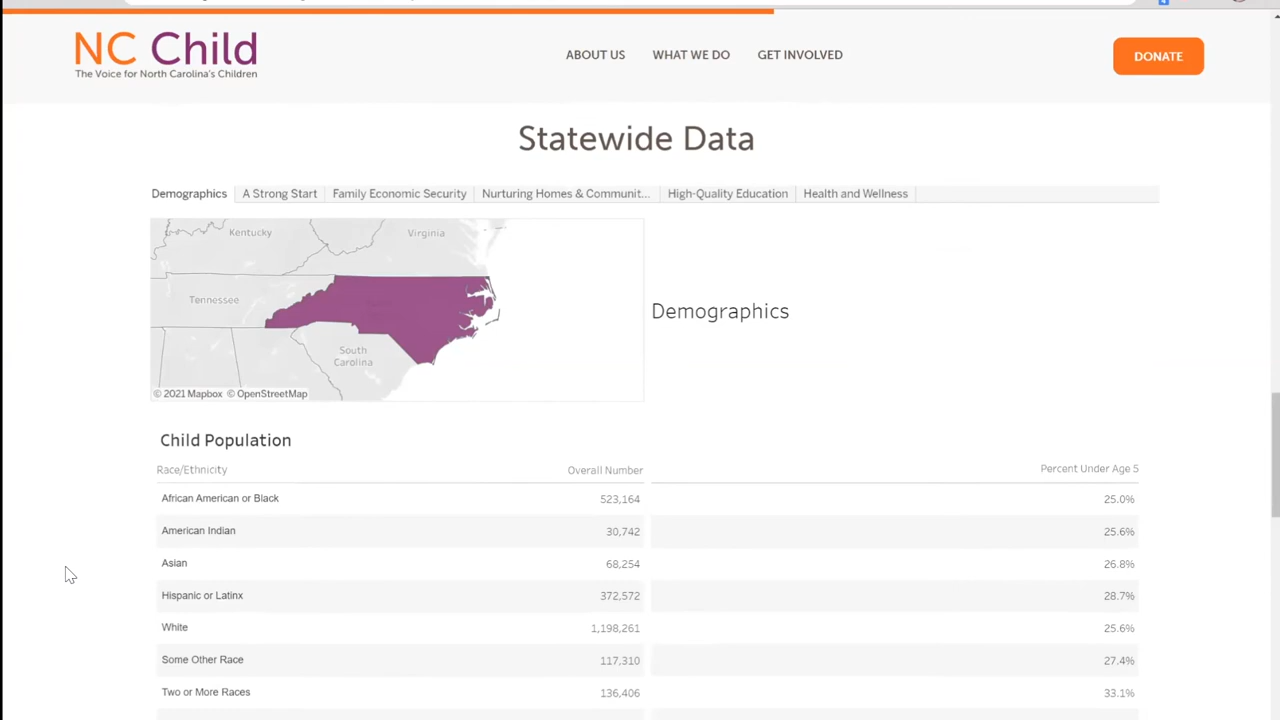 NC Child
The Voice for North Carolina's Children
ABOUT US WHAT WE DO GET INVOLVED
DONATE
Statewide Data
Demographics A Strong Start Family Economic Security Nurturing Homes & Communit... High-Quality Education Health and Wellness
Kentucky Virginia
Tennessee
South
Carolina
© 2021 Mapbox © OpenStreetMap
Demographics
Child Population
Race/Ethnicity Overall Number Percent Under Age 5
African American or Black 523,164 25.0%
American Indian 30,742 25.6%
Asian 68,254 26.8%
Hispanic or Latinx 372,572 28.7%
White 1,198,261 25.6%
Some Other Race 117,310 27.4%
Two or More Races 136,406 33.1%